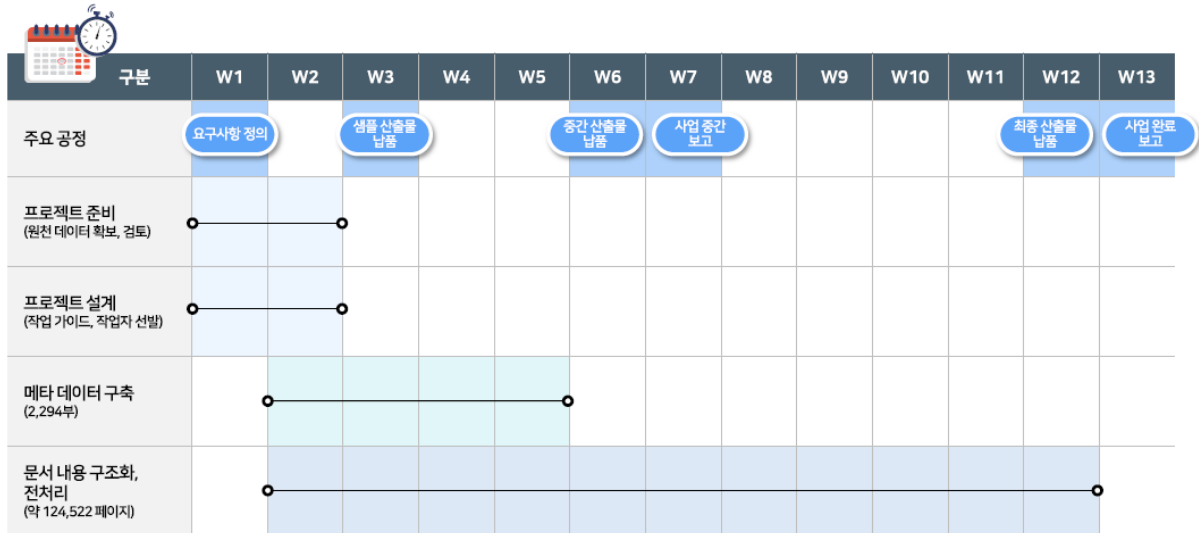 구분 W1 W2 W3 W4 W5 W6 W7 W8 W9 W10 W11 W12 W13
주요 공정
요구사항 정의
샘플 산출물
납품
중간 산출물
납품
사업 중간
보고
최종 산출물
납품
사업 완료
보고
프로젝트 준비
(원천 데이터 확보, 검토)
프로젝트 설계
(작업 가이드, 작업자 선발)
메타 데이터 구축
(2,294부)
문서 내용 구조화,
전처리
(약 124,522 페이지)